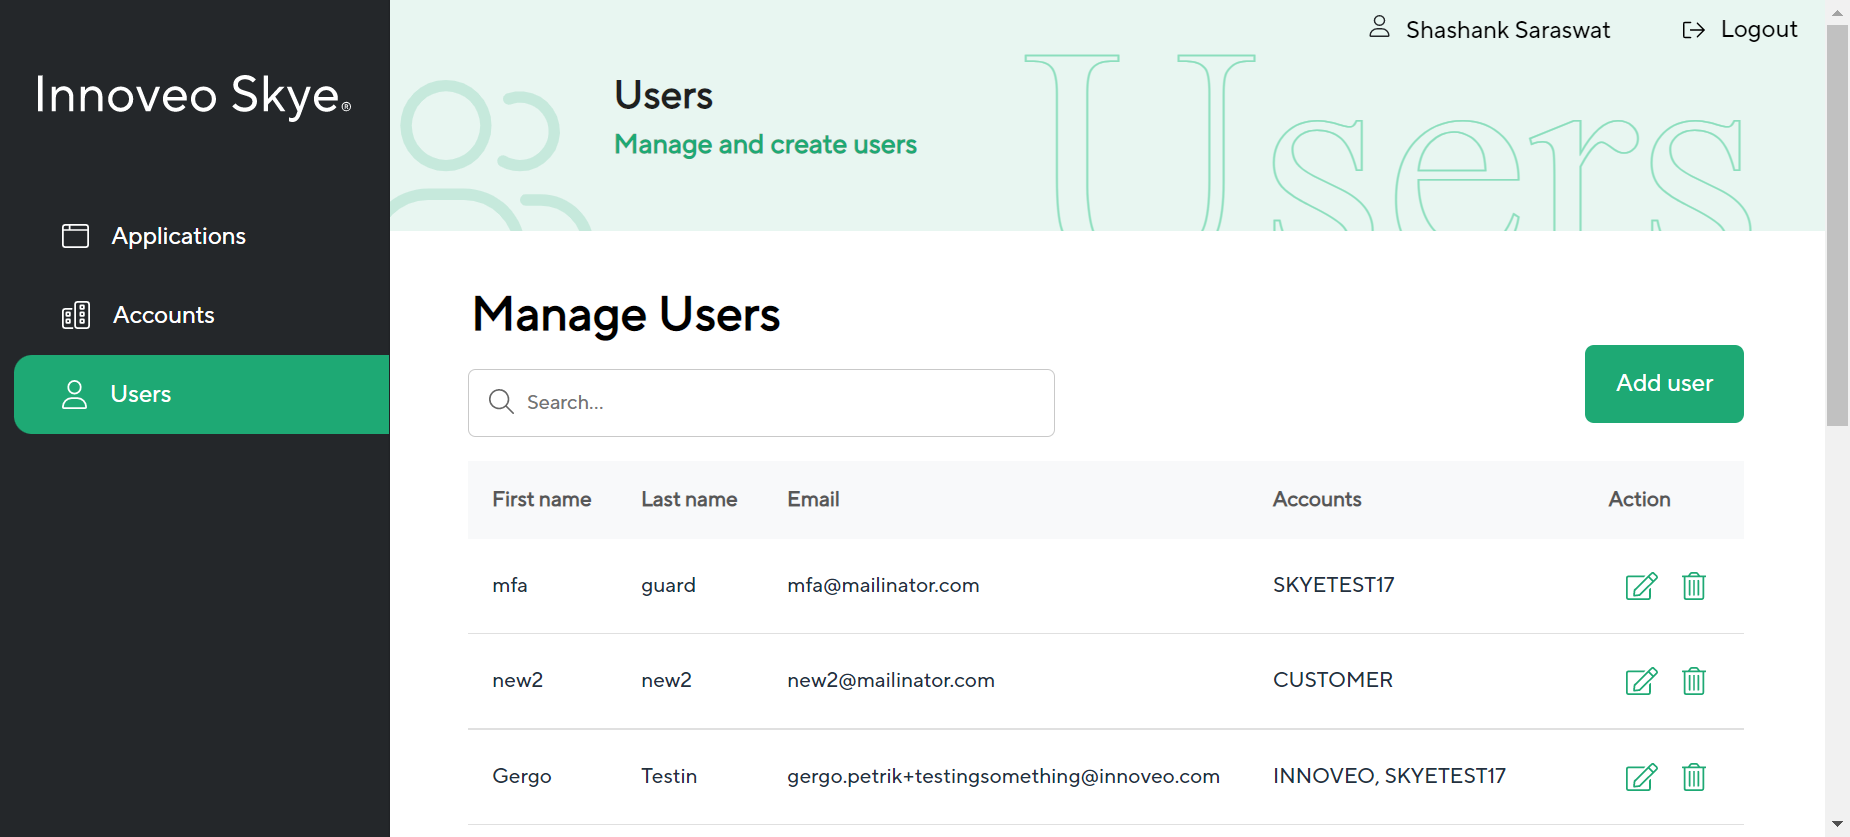 Innoveo Skye®
Applications
Accounts
Users
Shashank Saraswat
Logout
Users
Manage and create users
Users
Manage Users
Search...
Add user
First name Last name Email Accounts Action
mfa guard mfa@mailinator.com SKYETEST17
new2 new2 new2@mailinator.com CUSTOMER
Gergo Testin gergo.petrik+testingsomething@innoveo.com INNOVEO, SKYETEST17